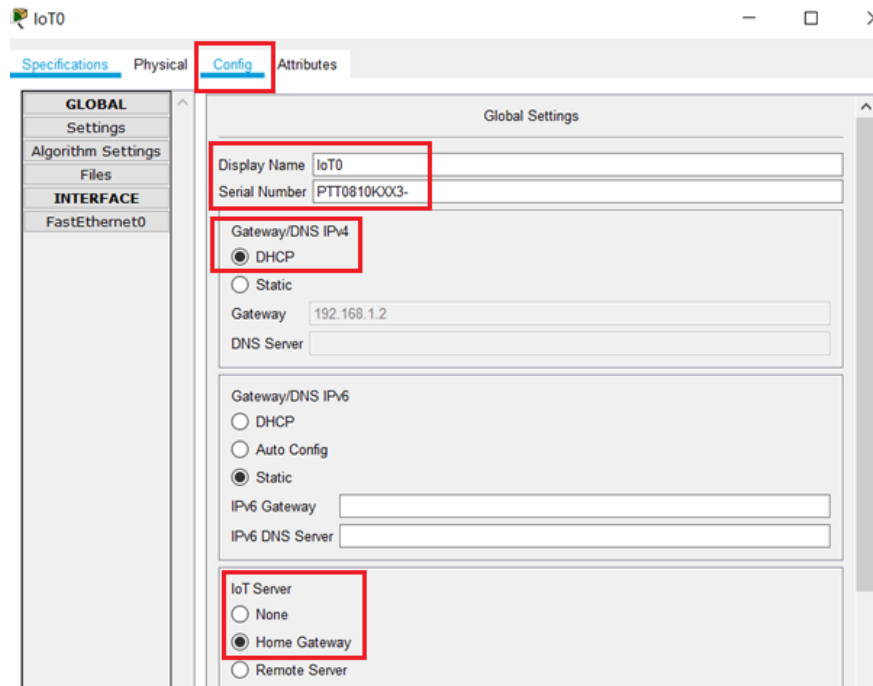 IoT0
Specifications Physical Config Attributes
GLOBAL
Settings
Algorithm Settings
Files
INTERFACE
FastEthernet0
Global Settings
Display Name IoT0
Serial Number PTT0810KXX3-
Gateway/DNS IPv4
DHCP
Static
Gateway 192.168.1.2
DNS Server
Gateway/DNS IPv6
DHCP
Auto Config
Static
IPv6 Gateway
IPv6 DNS Server
IoT Server
None
Home Gateway
Remote Server